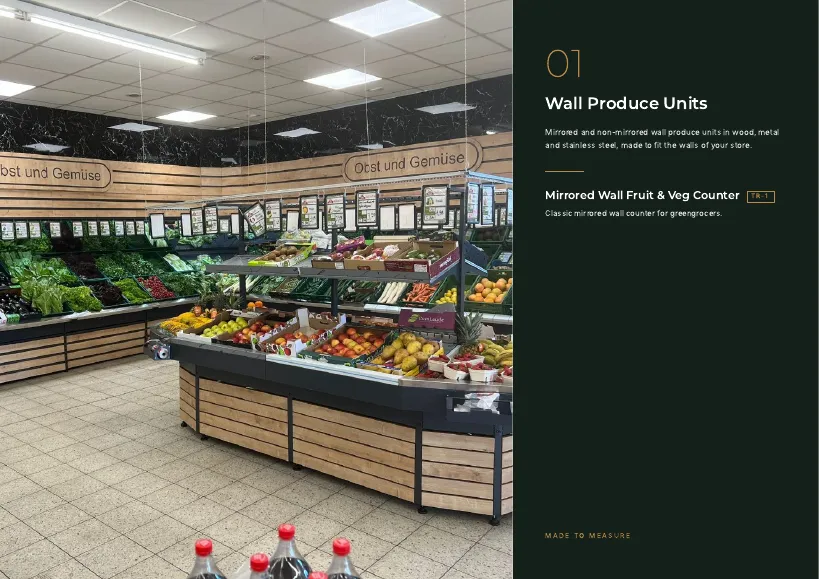 bst und Gemüse
Obst und Gemüse
01
Wall Produce Units
Mirrored and non-mirrored wall produce units in wood, metal
and stainless steel, made to fit the walls of your store.
Mirrored Wall Fruit & Veg Counter TR-1
Classic mirrored wall counter for greengrocers.
MADE TO MEASURE